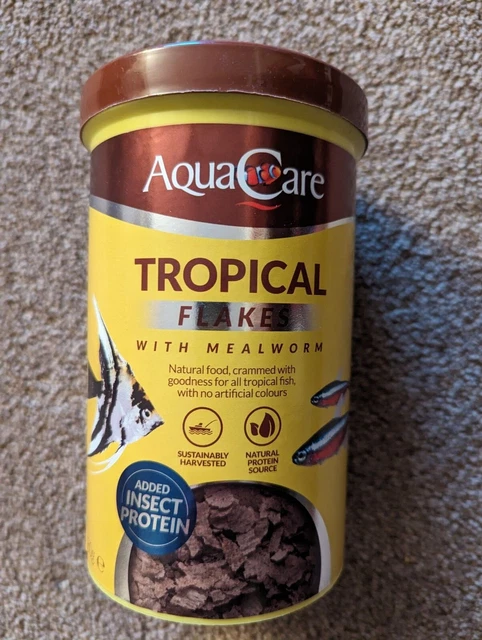 AquaCare
TROPICAL
FLAKES
WITH MEALWORM
Natural food, crammed with
goodness for all tropical fish,
with no artificial colours
SUSTAINABLY
HARVESTED
NATURAL
PROTEIN
SOURCE
ADDED
INSECT
PROTEIN